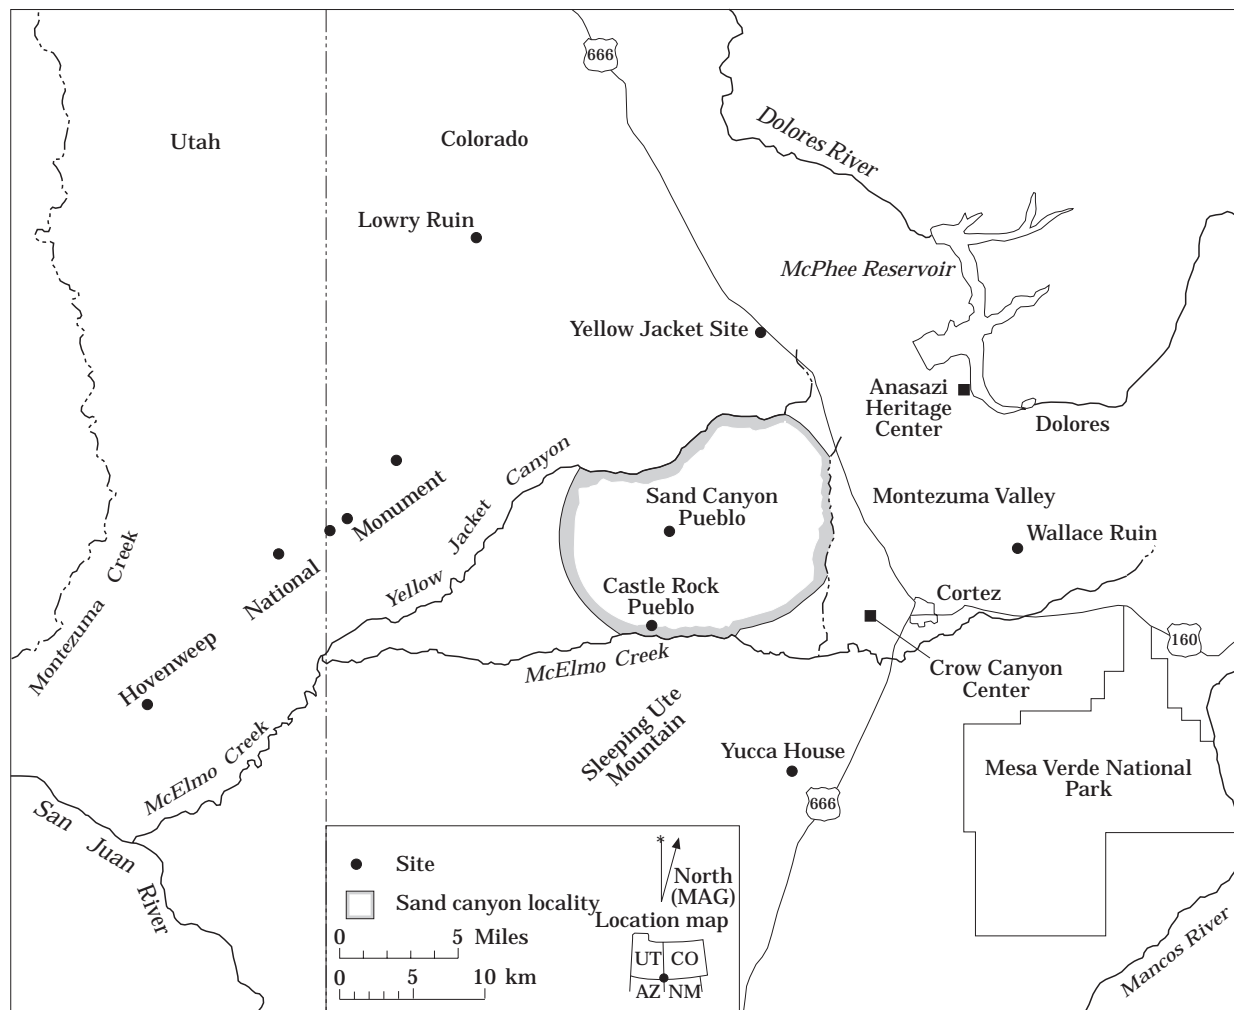 666
Dolores River
Utah
Colorado
Lowry Ruin
McPhee Reservoir
Yellow Jacket Site
Anasazi
Heritage
Center
Dolores
Yellow Jacket Canyon
Hovenweep National Monument
Sand Canyon
Pueblo
Montezuma Valley
Wallace Ruin
Montezuma Creek
Castle Rock
Pueblo
Cortez
160
McElmo Creek
Crow Canyon
Center
Sleeping Ute
Mountain
McElmo Creek
Yucca House
Mesa Verde National
Park
666
San Juan River
Mancos River
Site
Sand canyon locality
0 5 Miles
0 5 10 km
*
North
(MAG)
Location map
UT CO
AZ NM